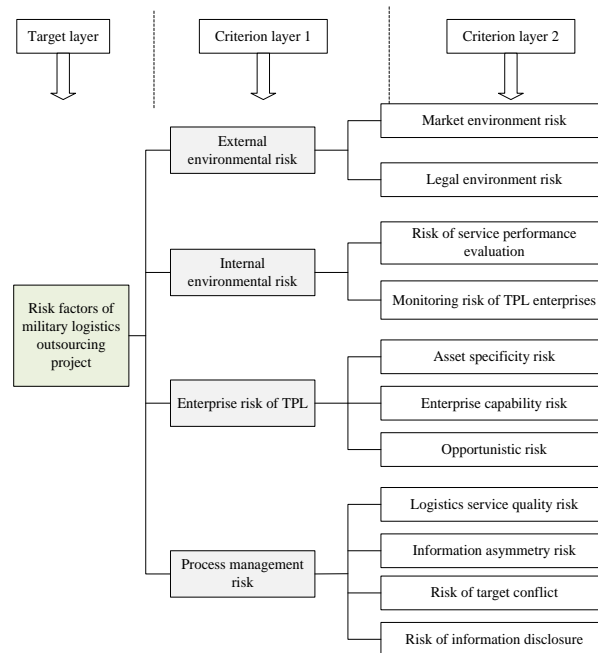 Target layer
Criterion layer 1
Criterion layer 2
Risk factors of
military logistics
outsourcing
project
External
environmental risk
Market environment risk
Legal environment risk
Internal
environmental risk
Risk of service performance
evaluation
Monitoring risk of TPL enterprises
Enterprise risk of TPL
Asset specificity risk
Enterprise capability risk
Opportunistic risk
Process management
risk
Logistics service quality risk
Information asymmetry risk
Risk of target conflict
Risk of information disclosure